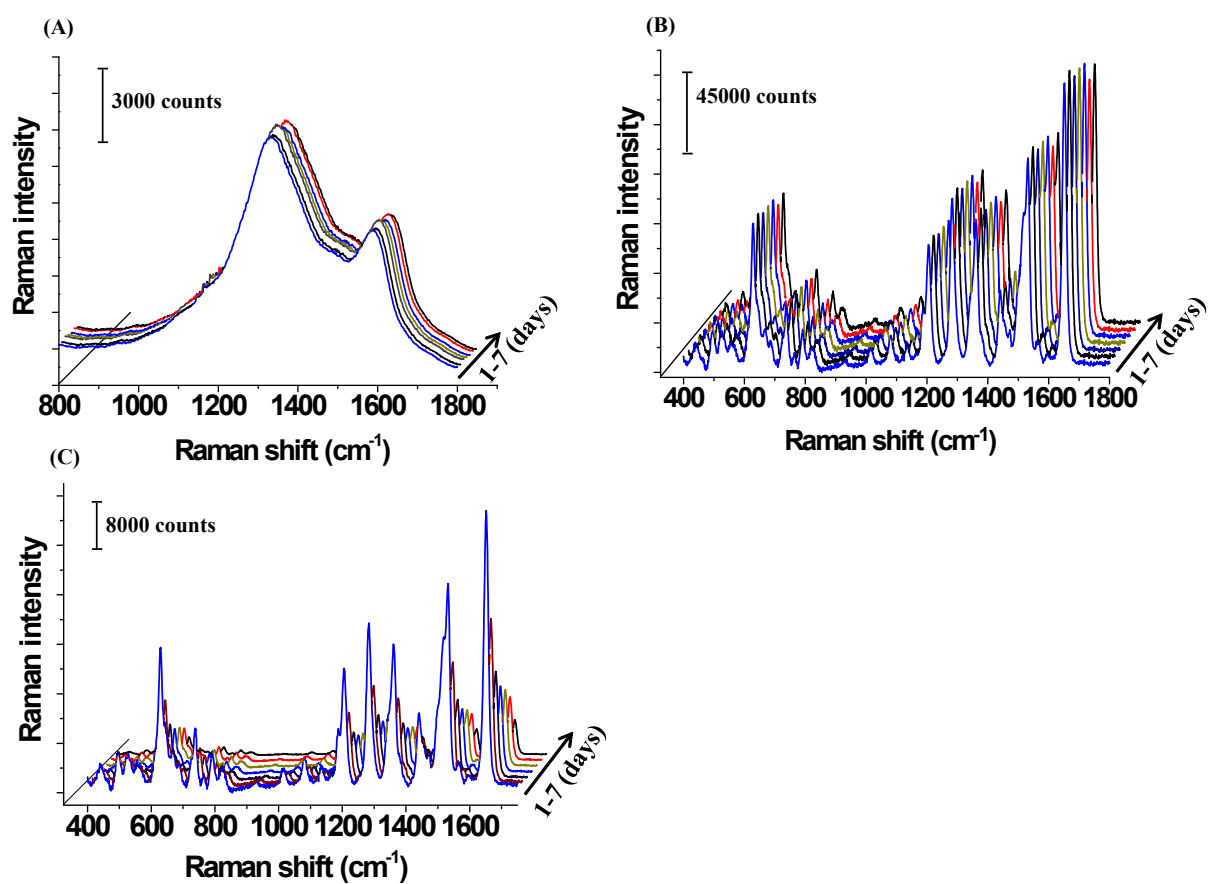 (A)
3000 counts
Raman intensity
800 1000 1200 1400 1600 1800
Raman shift (cm-1)
1-7 (days)
(B)
45000 counts
Raman intensity
400 600 800 1000 1200 1400 1600 1800
Raman shift (cm-1)
1-7 (days)
(C)
8000 counts
Raman intensity
400 600 800 1000 1200 1400 1600
Raman shift (cm-1)
1-7 (days)